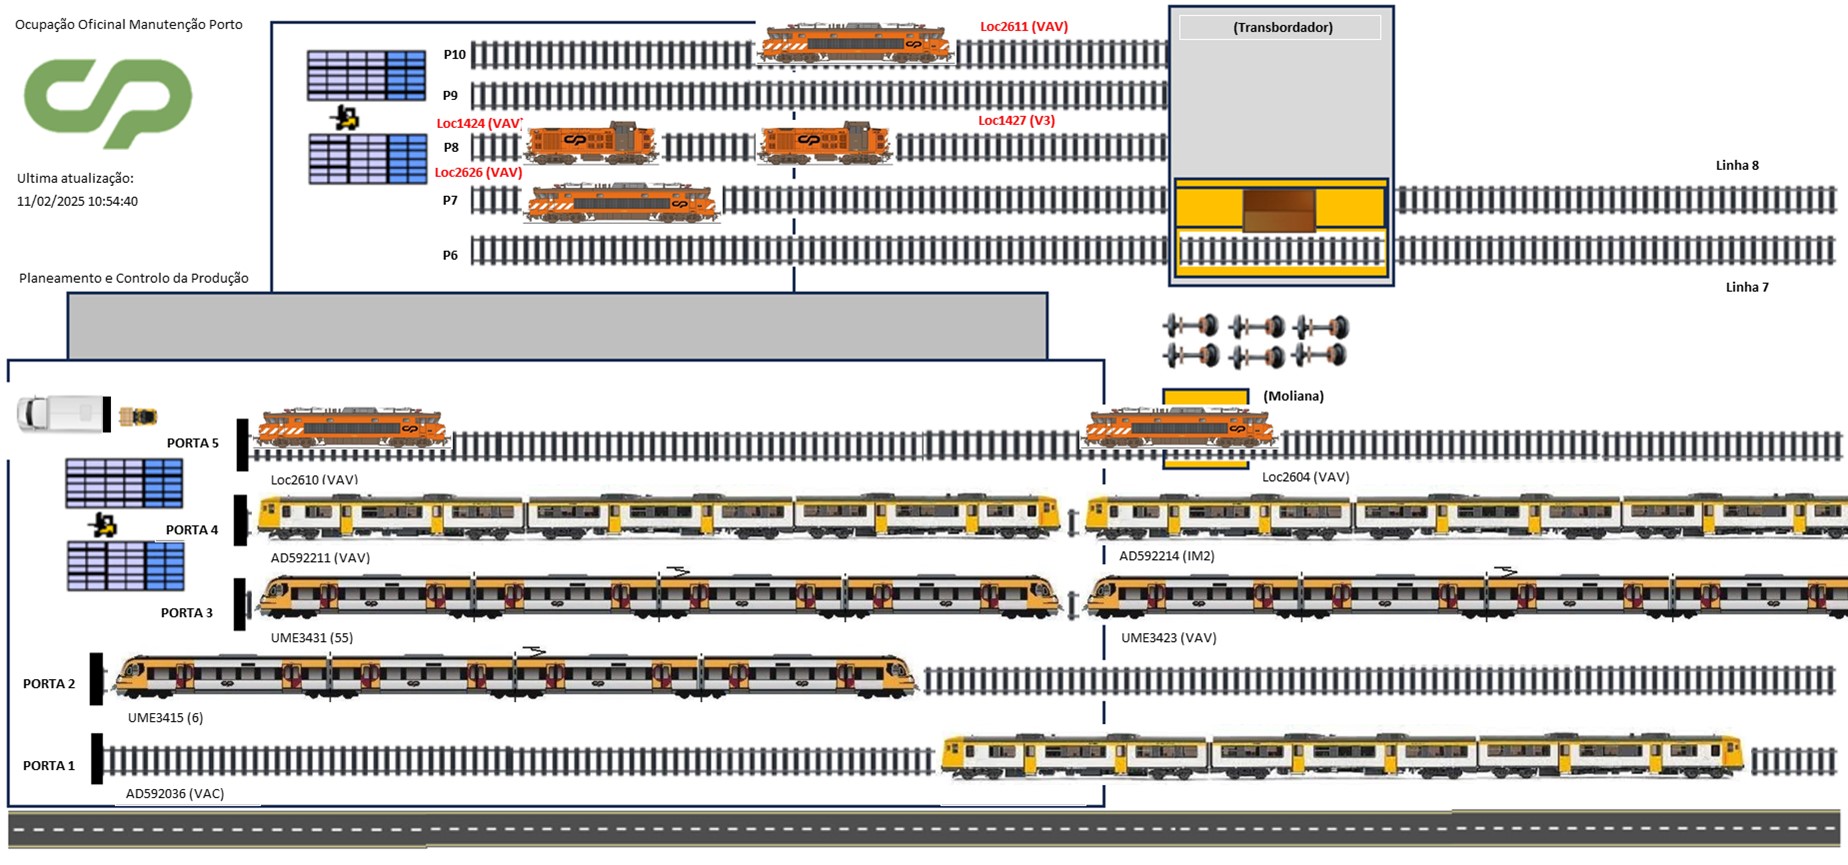 Ocupação Oficinal Manutenção Porto
Loc2611 (VAV)
(Transbordador)
P10
P9
Loc1424 (VAV)
Loc1427 (V3)
P8
Loc2626 (VAV)
Linha 8
Ultima atualização:
11/02/2025 10:54:40
P7
P6
Planeamento e Controlo da Produção
Linha 7
(Moliana)
PORTA 5
Loc2610 (VAV)
Loc2604 (VAV)
PORTA 4
AD592211 (VAV)
AD592214 (IM2)
PORTA 3
UME3431 (55)
UME3423 (VAV)
PORTA 2
UME3415 (6)
PORTA 1
AD592036 (VAC)